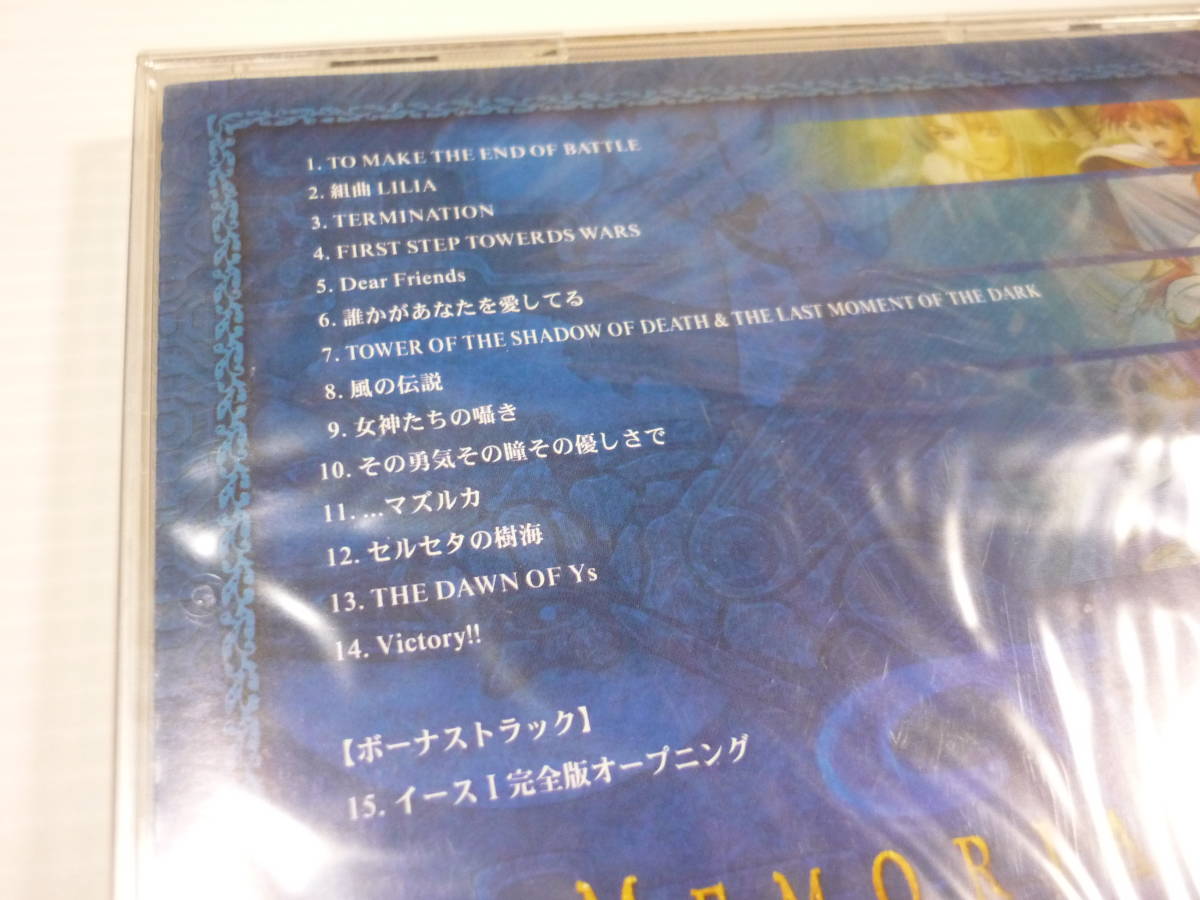 1. TO MAKE THE END OF BATTLE
2. 組曲 LILIA
3. TERMINATION
4. FIRST STEP TOWERDS WARS
5. Dear Friends
6. 誰かがあなたを愛してる
7. TOWER OF THE SHADOW OF DEATH & THE LAST MOMENT OF THE DARK
8. 風の伝説
9. 女神たちの囁き
10. その勇気その瞳その優しさで
11. ...マズルカ
12. セルセタの樹海
13. THE DAWN OF Ys
14. Victory!!
【ボーナストラック】
15. イース I 完全版オープニング